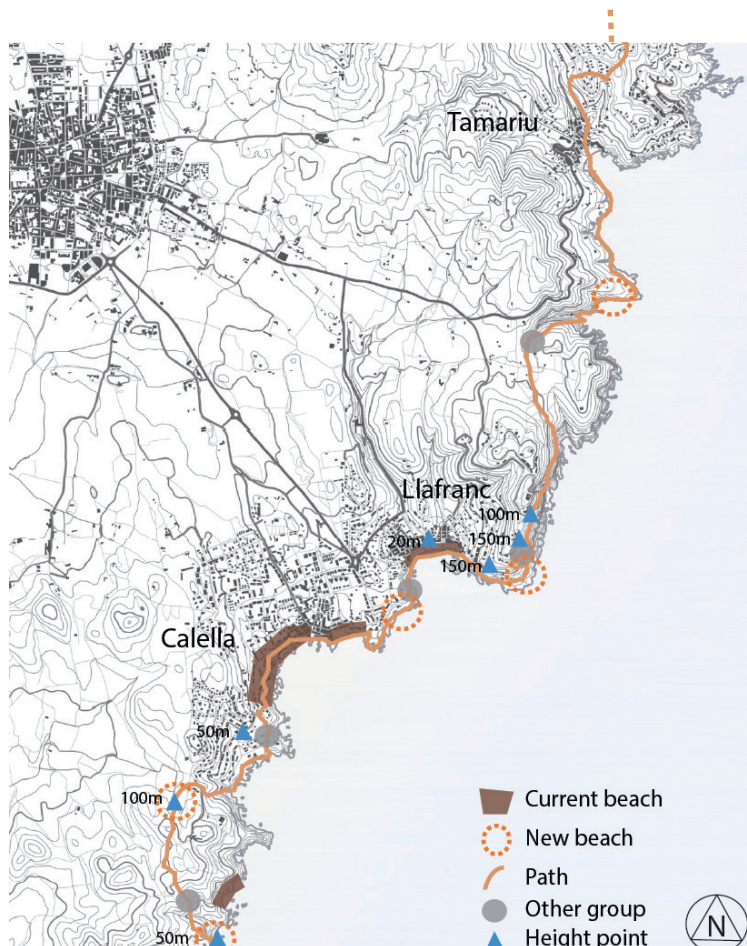 Tamariu
Llafranc
100m
20m
150m
150m
Calella
50m
100m
50m
Current beach
New beach
Path
Other group
Height point
N